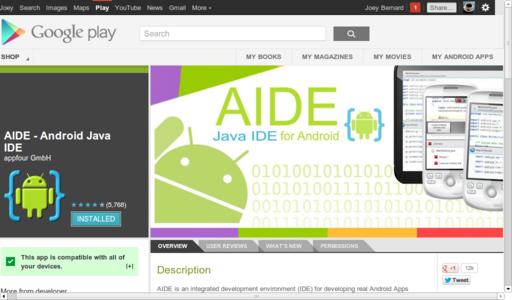 Joey Search Images Maps Play YouTube News Gmail More Joey Bernard 1 Share...
Google play Search
SHOP MY BOOKS MY MAGAZINES MY MOVIES MY ANDROID APPS
AIDE - Android Java
IDE
appfour GmbH
(5,768)
INSTALLED
AIDE
Java IDE for Android
This app is compatible with all of
your devices. [+]
More from developer
OVERVIEW USER REVIEWS WHAT'S NEW PERMISSIONS
Description
AIDE is an integrated development environment (IDE) for developing real Android Apps
+1 12k
Tweet